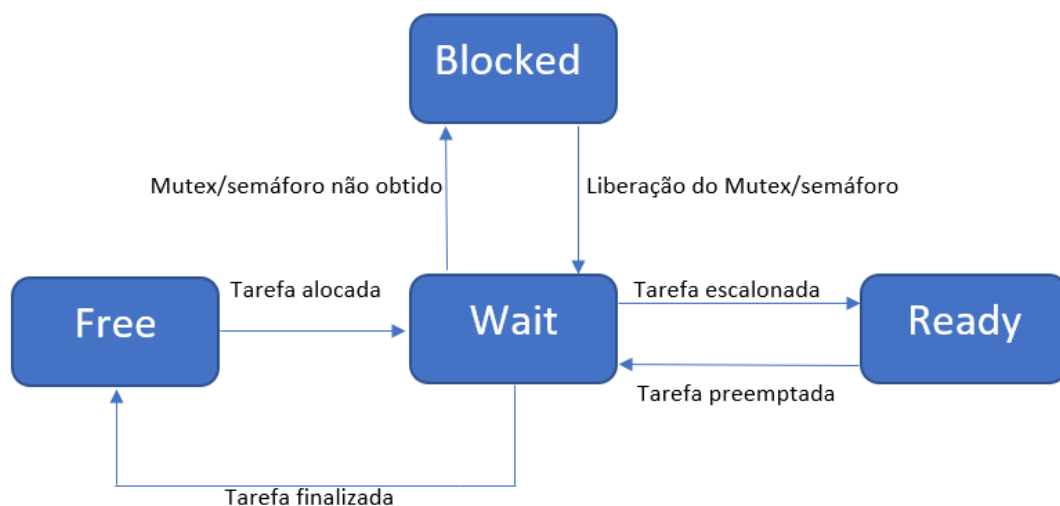 Blocked
Mutex/semáforo não obtido
Liberação do Mutex/semáforo
Free
Tarefa alocada
Wait
Tarefa escalonada
Ready
Tarefa preemptada
Tarefa finalizada